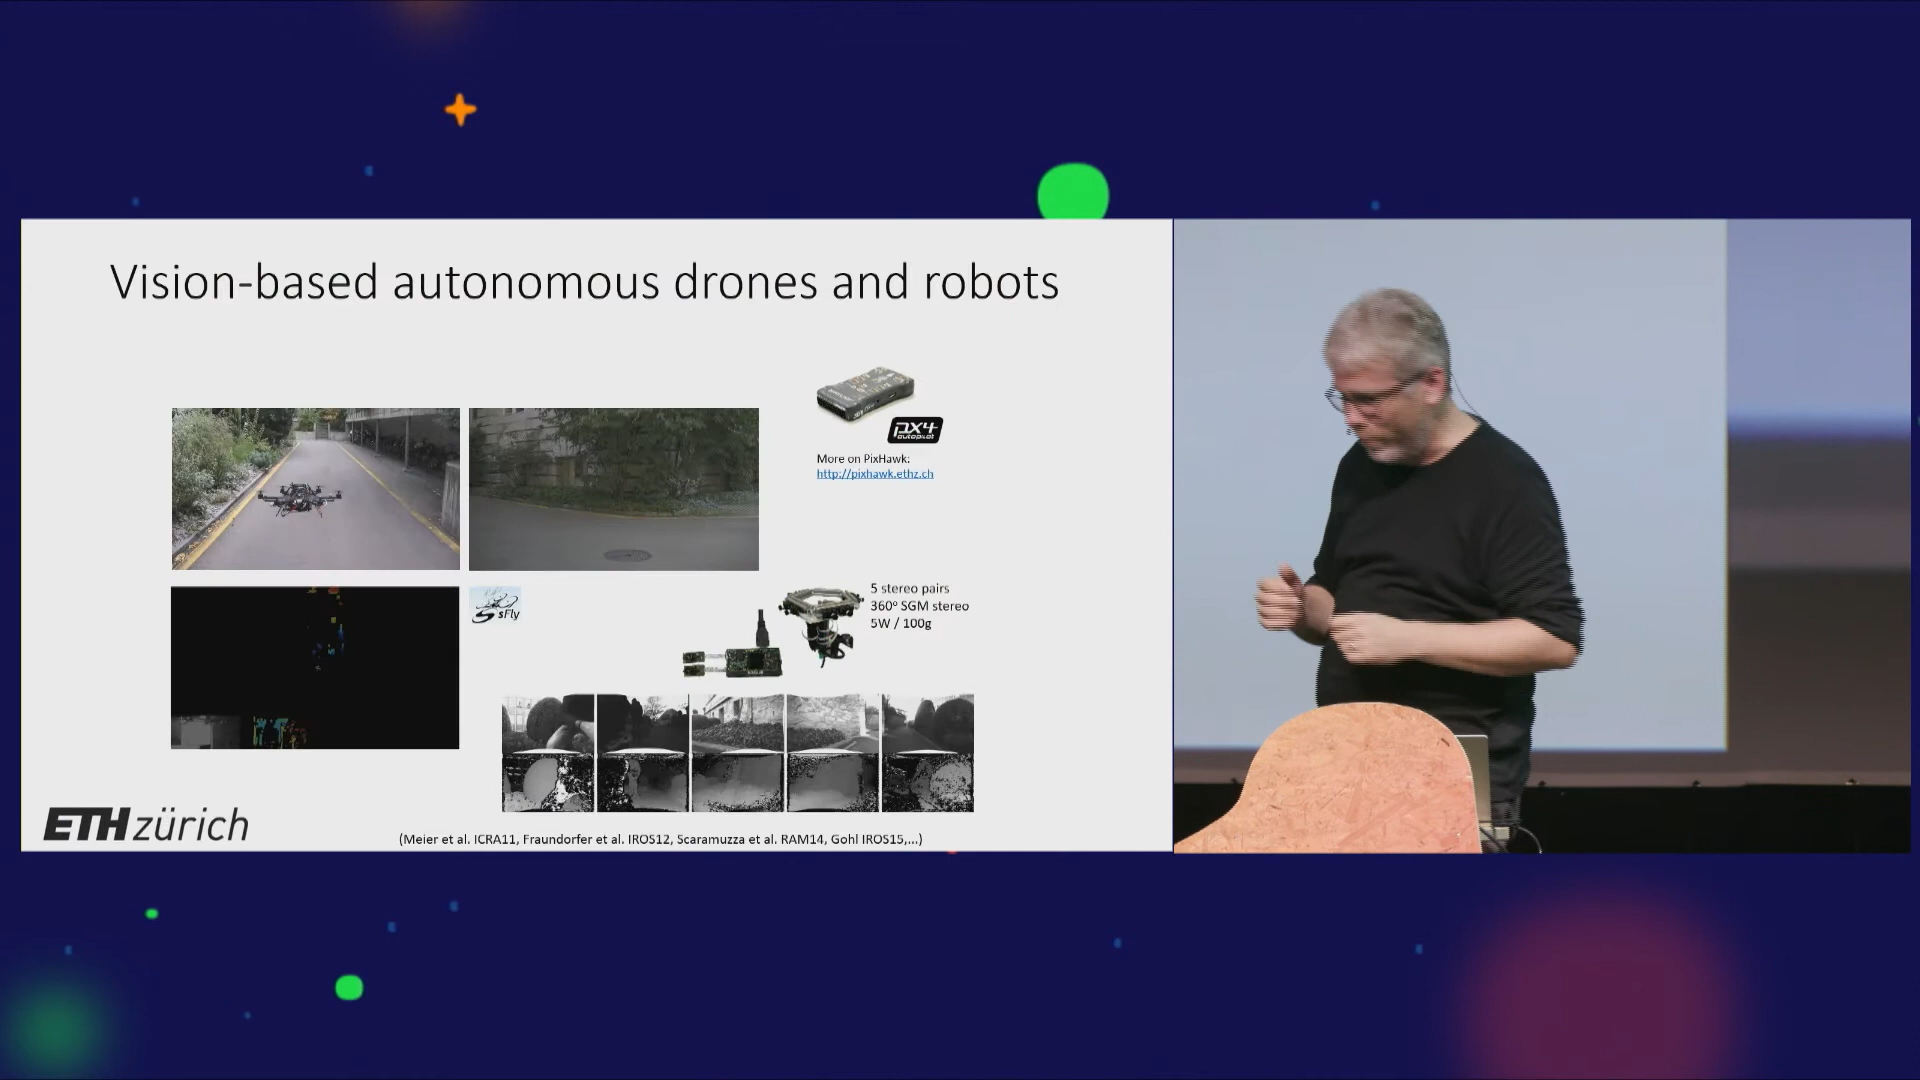 Vision-based autonomous drones and robots
px4
autopilot
More on PixHawk:
http://pixhawk.ethz.ch
sFly
5 stereo pairs
360° SGM stereo
5W / 100g
ETH zürich
(Meier et al. ICRA11, Fraundorfer et al. IROS12, Scaramuzza et al. RAM14, Gohl IROS15,...)